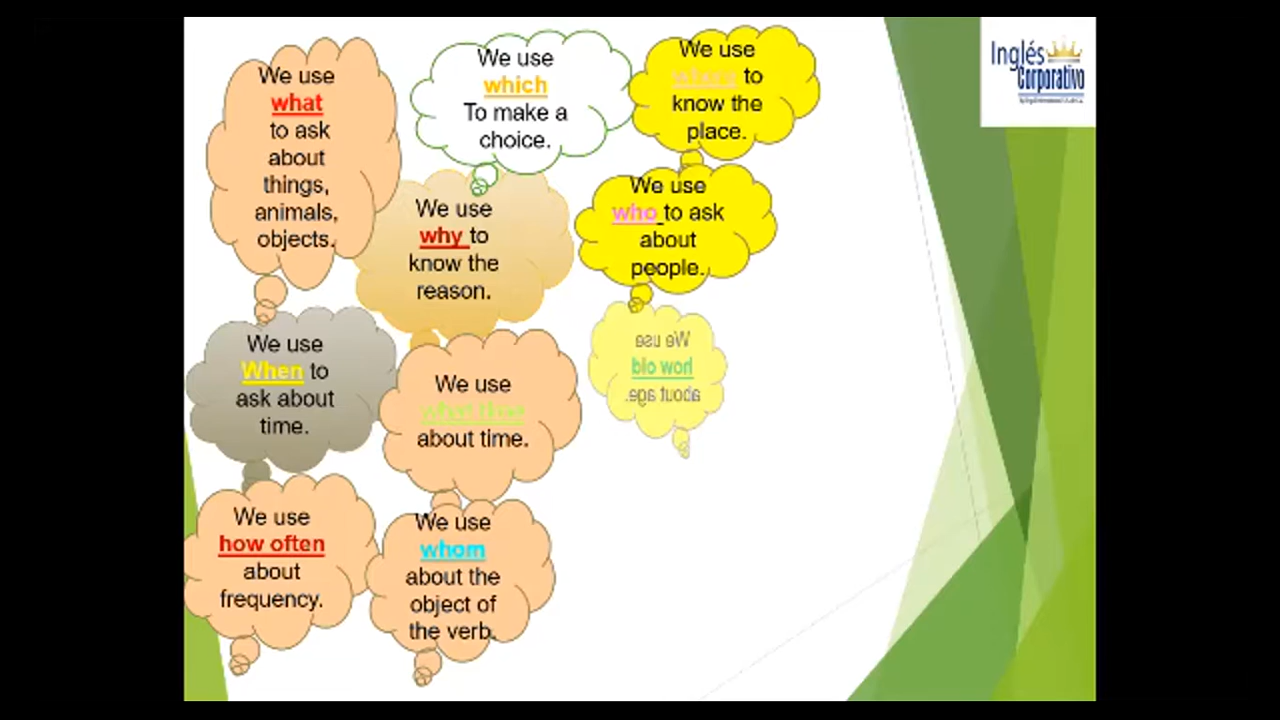 We use
what
to ask
about
things,
animals,
objects.
We use
which
To make a
choice.
We use
where to
know the
place.
We use
why to
know the
reason.
We use
who to ask
about
people.
We use
When to
ask about
time.
We use
what time
about time.
We use
how old
about age.
We use
how often
about
frequency.
We use
whom
about the
object of
the verb.
Inglés
Corporativo